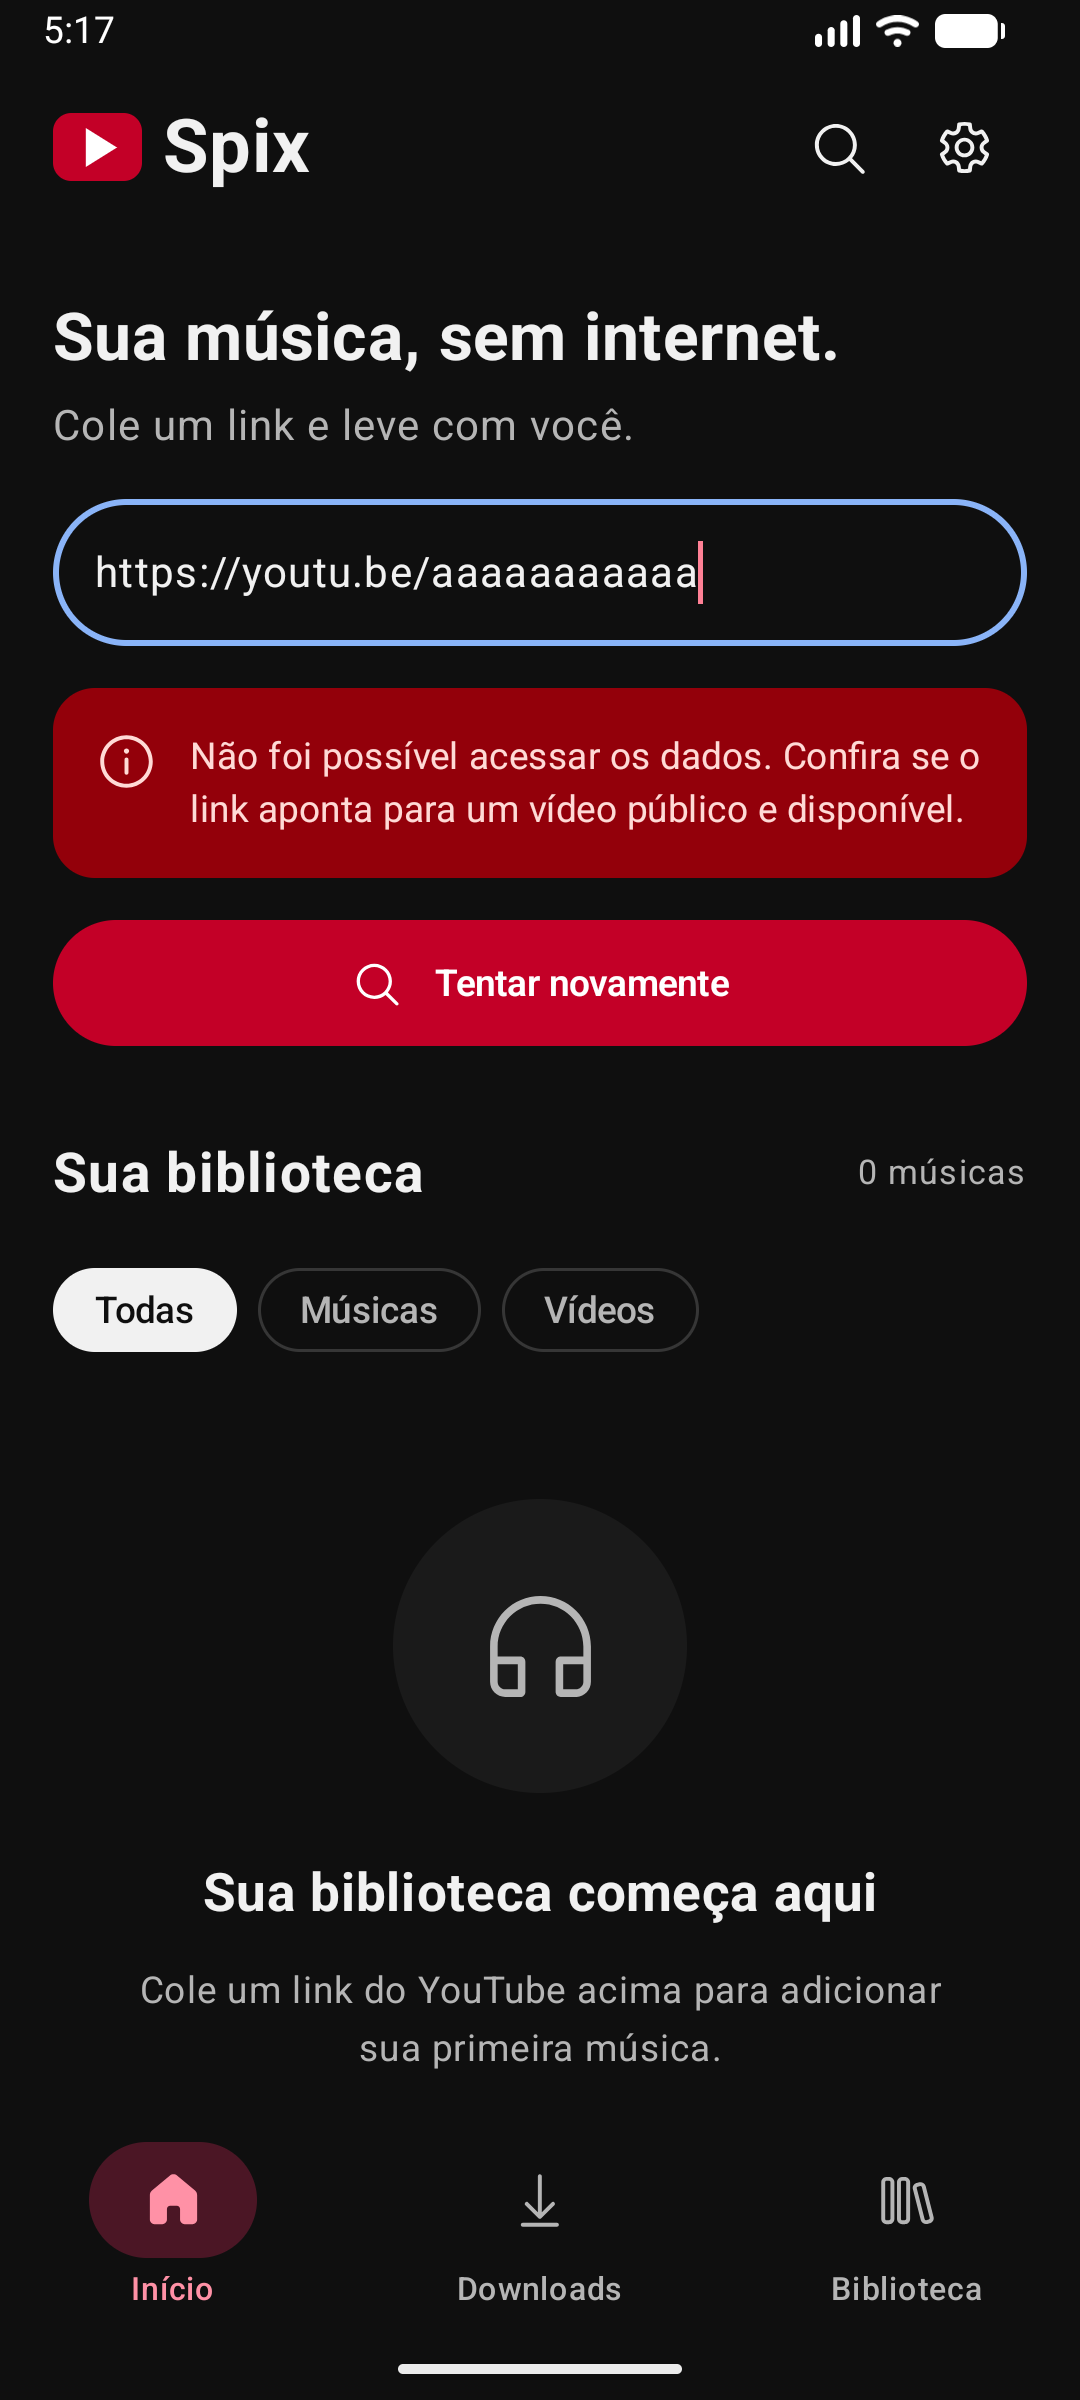 5:17
Spix
Sua música, sem internet.
Cole um link e leve com você.
https://youtu.be/aaaaaaaaaaa
Não foi possível acessar os dados. Confira se o
link aponta para um vídeo público e disponível.
Tentar novamente
Sua biblioteca
0 músicas
Todas
Músicas
Vídeos
Sua biblioteca começa aqui
Cole um link do YouTube acima para adicionar
sua primeira música.
Início
Downloads
Biblioteca